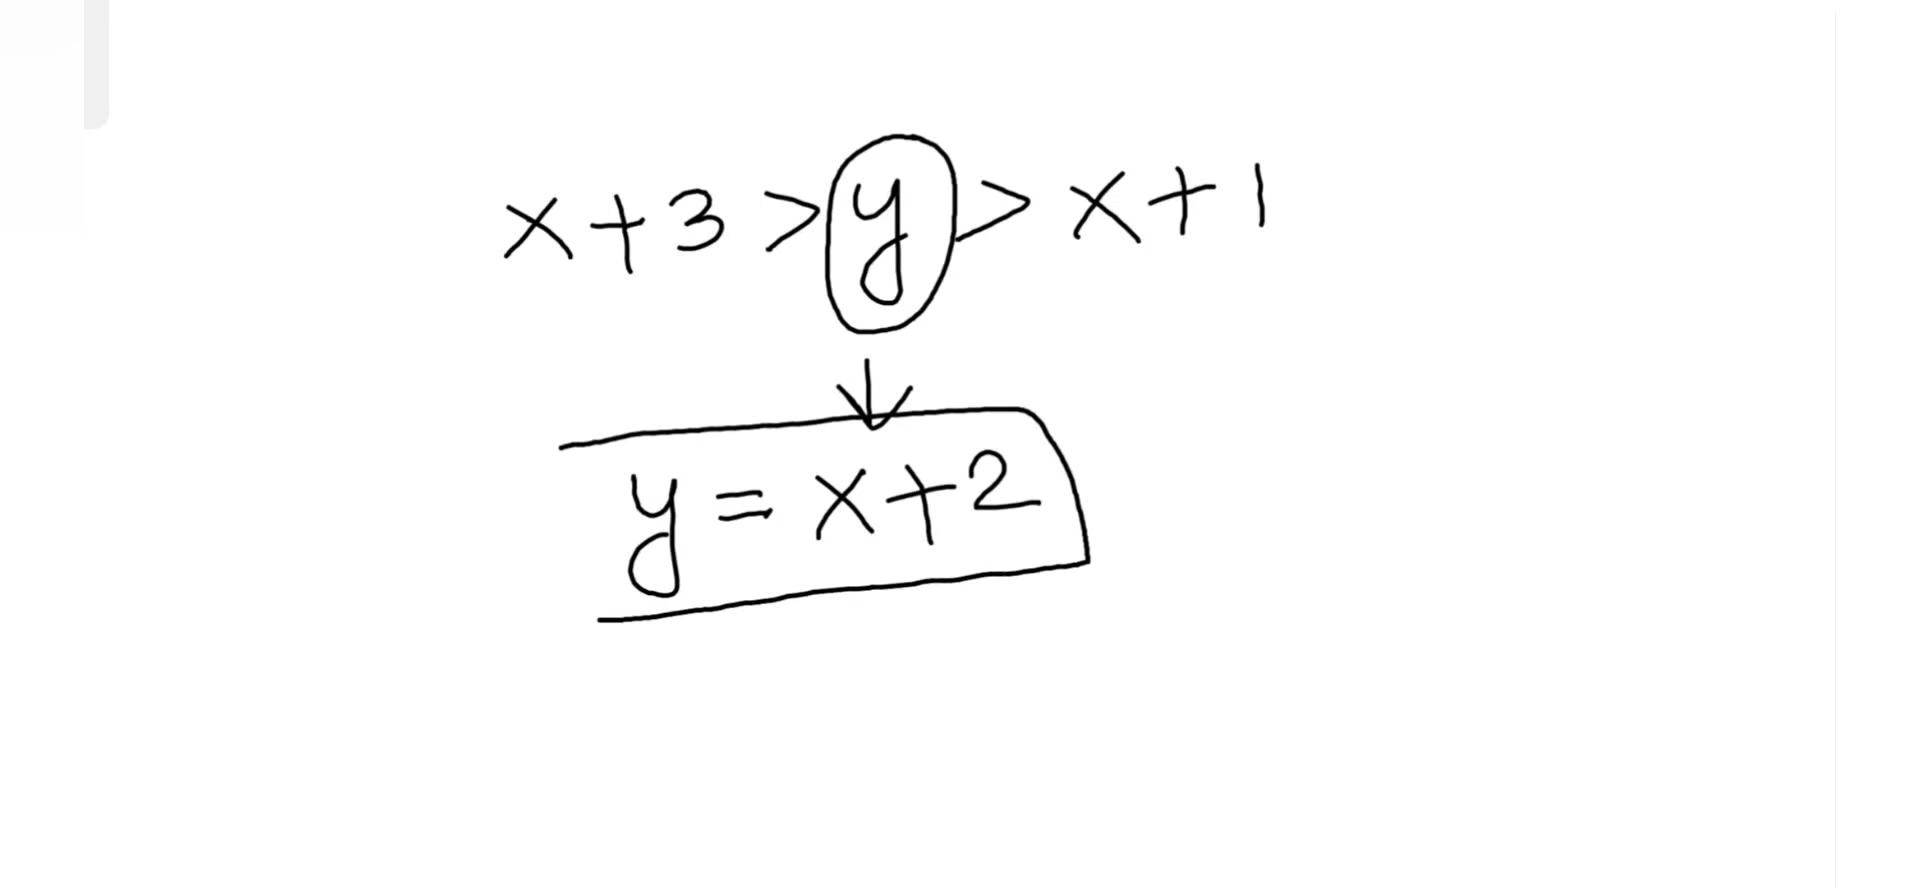 x+3 > y > x+1
y = x+2